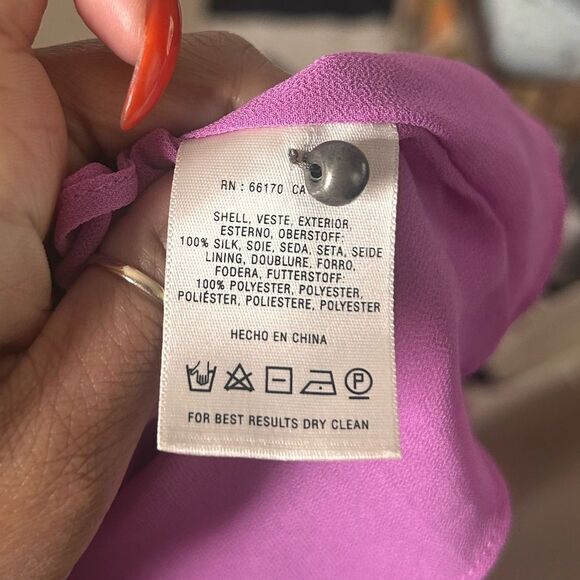 RN : 66170 CA
SHELL, VESTE, EXTERIOR,
ESTERNO, OBERSTOFF:
100% SILK, SOIE, SEDA, SETA, SEIDE
LINING, DOUBLURE, FORRO,
FODERA, FUTTERSTOFF:
100% POLYESTER, POLYESTER,
POLIÉSTER, POLIESTERE, POLYESTER
HECHO EN CHINA
P
FOR BEST RESULTS DRY CLEAN